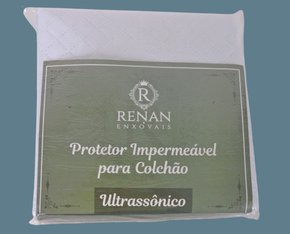 R
RENAN
ENXOVAIS
Protetor Impermeável
para Colchão
Ultrassônico